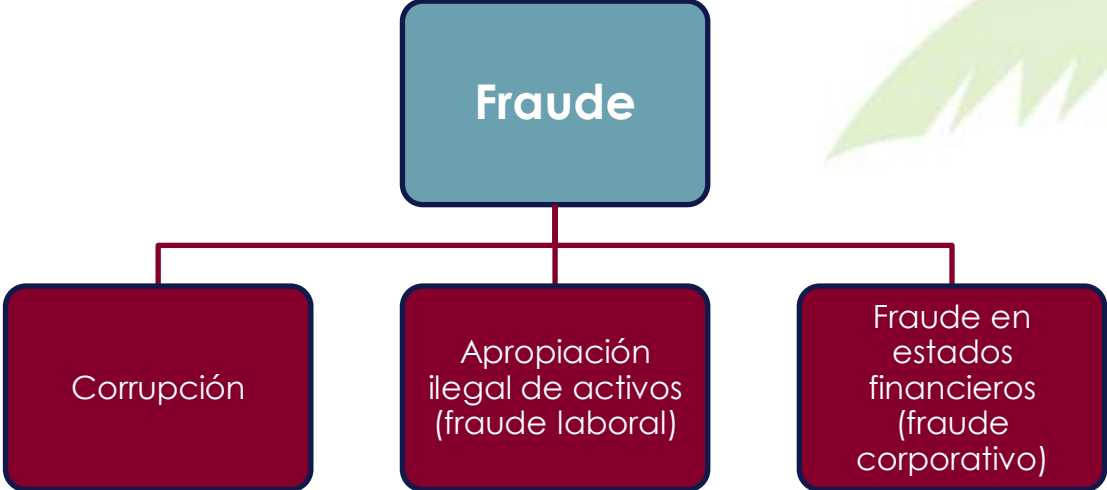 Fraude
Corrupción
Apropiación
ilegal de activos
(fraude laboral)
Fraude en
estados
financieros
(fraude
corporativo)